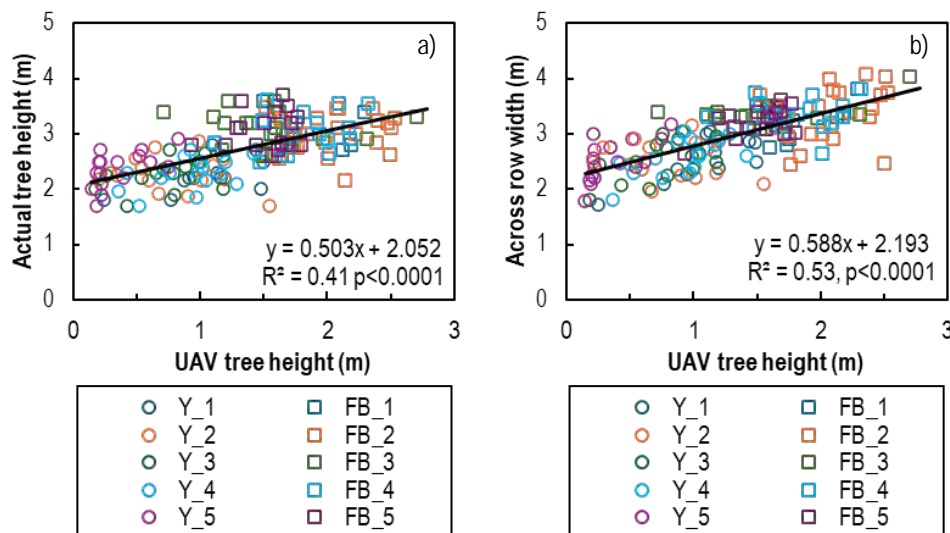 a)
Actual tree height (m)
5
4
3
2
1
0
y = 0.503x + 2.052
R² = 0.41 p<0.0001
0 1 2 3
UAV tree height (m)
Y_1 FB_1
Y_2 FB_2
Y_3 FB_3
Y_4 FB_4
Y_5 FB_5
b)
Across row width (m)
5
4
3
2
1
0
y = 0.588x + 2.193
R² = 0.53, p<0.0001
0 1 2 3
UAV tree height (m)
Y_1 FB_1
Y_2 FB_2
Y_3 FB_3
Y_4 FB_4
Y_5 FB_5